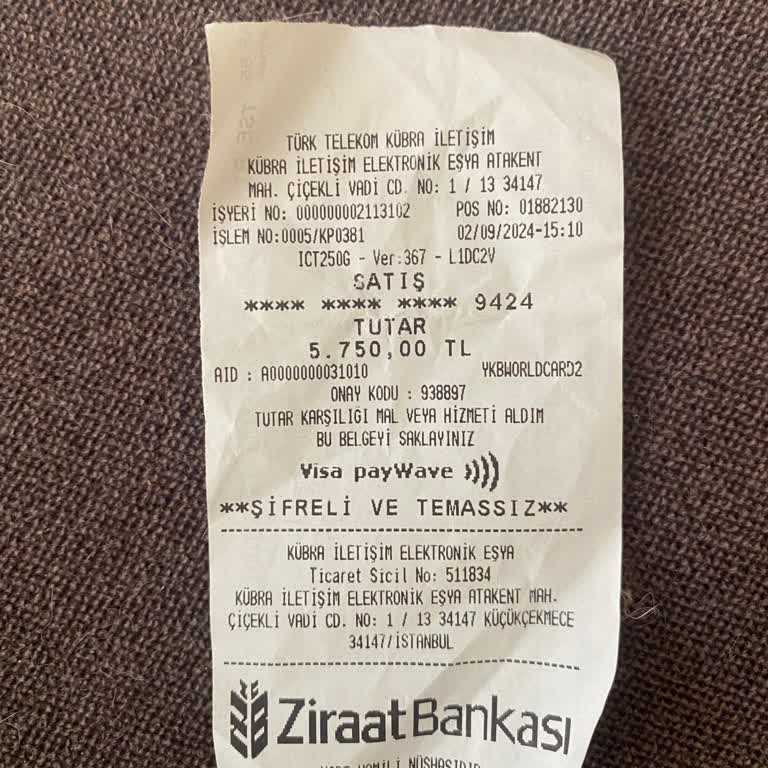 TÜRK TELEKOM KÜBRA İLETİŞİM
KÜBRA İLETİŞİM ELEKTRONİK EŞYA ATAKENT
MAH. ÇİÇEKLİ VADİ CD. NO: 1 / 13 34147
İŞYERİ NO: 000000002113102 POS NO: 01882130
İŞLEM NO:0005/KP0381 02/09/2024-15:10
ICT250G - Ver:367 - L1DC2V
SATIŞ
**** **** **** 9424
TUTAR
5.750,00 TL
AID : A0000000031010 YKBWORLDCARD2
ONAY KODU : 938897
TUTAR KARŞILIĞI MAL VEYA HİZMETİ ALDIM
BU BELGEYİ SAKLAYINIZ
Visa payWave
**ŞİFRELİ VE TEMASSIZ**
KÜBRA İLETİŞİM ELEKTRONİK EŞYA
Ticaret Sicil No: 511834
KÜBRA İLETİŞİM ELEKTRONİK EŞYA ATAKENT MAH.
ÇİÇEKLİ VADİ CD. NO: 1 / 13 34147 KÜÇÜKÇEKMECE
34147/İSTANBUL
Ziraat Bankası